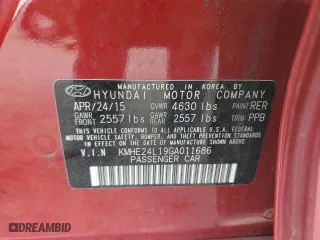 MANUFACTURED IN KOREA BY
HYUNDAI MOTOR COMPANY
APR/24/15 GVWR 4630 lbs PAINT RER
GAWR FRONT 2557 lbs GAWR REAR 2557 lbs TRIM PPB
THIS VEHICLE CONFORMS TO ALL APPLICABLE U.S. FEDERAL
MOTOR VEHICLE SAFETY, BUMPER, AND THEFT PREVENTION
STANDARDS IN EFFECT ON THE DATE OF MANUFACTURE
SHOWN ABOVE.
V.I.N KMHE24L19GA011686
PASSENGER CAR